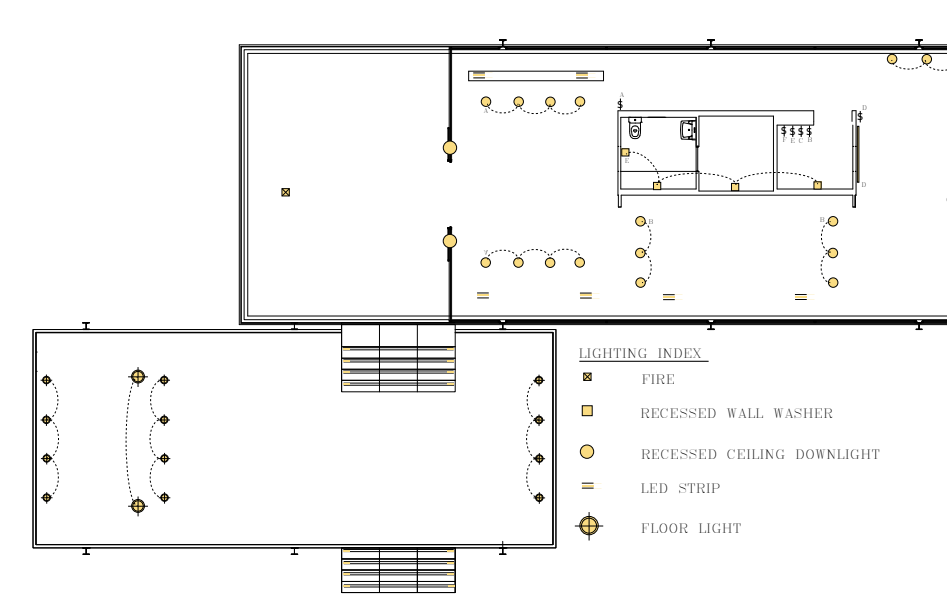 A
D
A
F E C B
E
D
B
B
A
LIGHTING INDEX
FIRE
RECESSED WALL WASHER
RECESSED CEILING DOWNLIGHT
LED STRIP
FLOOR LIGHT